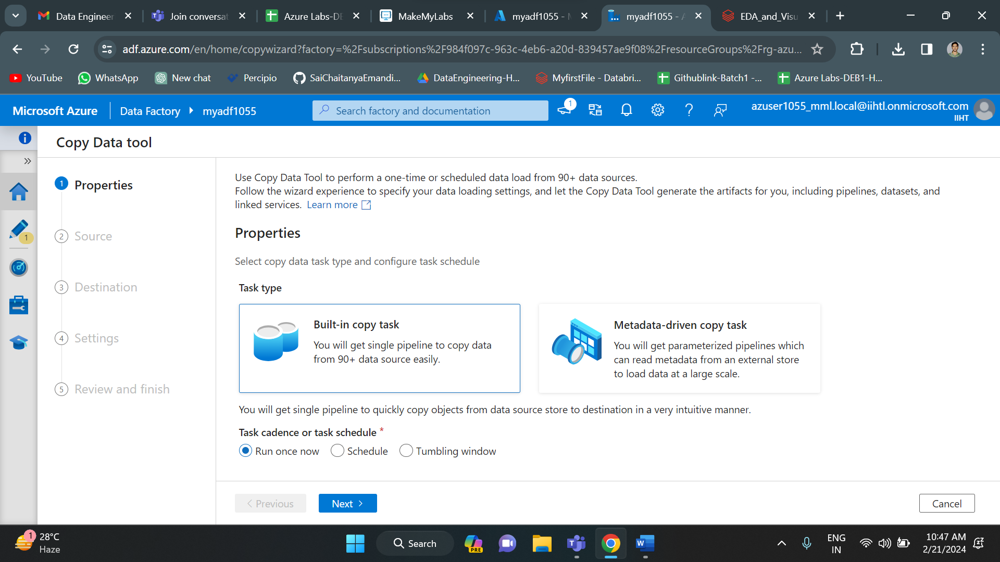 Data Engineer
Join conversat
Azure Labs-DE
MakeMyLabs
myadf1055 - M
myadf1055 - A
EDA_and_Visu
adf.azure.com/en/home/copywizard?factory=%2Fsubscriptions%2F984f097c-963c-4eb6-a20d-839457ae9f08%2FresourceGroups%2Frg-azu...
YouTube
WhatsApp
New chat
Percipio
SaiChaitanyaEmandi...
DataEngineering-H...
MyfirstFile - Databri...
Githublink-Batch1 -...
Azure Labs-DEB1-H...
Microsoft Azure
Data Factory
myadf1055
Search factory and documentation
1
azuser1055_mml.local@iihtl.onmicrosoft.com
IIHT
Copy Data tool
1
1 Properties
2 Source
3 Destination
4 Settings
5 Review and finish
Use Copy Data Tool to perform a one-time or scheduled data load from 90+ data sources.
Follow the wizard experience to specify your data loading settings, and let the Copy Data Tool generate the artifacts for you, including pipelines, datasets, and
linked services. Learn more
Properties
Select copy data task type and configure task schedule
Task type
Built-in copy task
You will get single pipeline to copy data
from 90+ data source easily.
Metadata-driven copy task
You will get parameterized pipelines which
can read metadata from an external store
to load data at a large scale.
You will get single pipeline to quickly copy objects from data source store to destination in a very intuitive manner.
Task cadence or task schedule *
Run once now
Schedule
Tumbling window
Previous
Next
Cancel
1
28°C
Haze
Search
PRE
ENG
IN
10:47 AM
2/21/2024